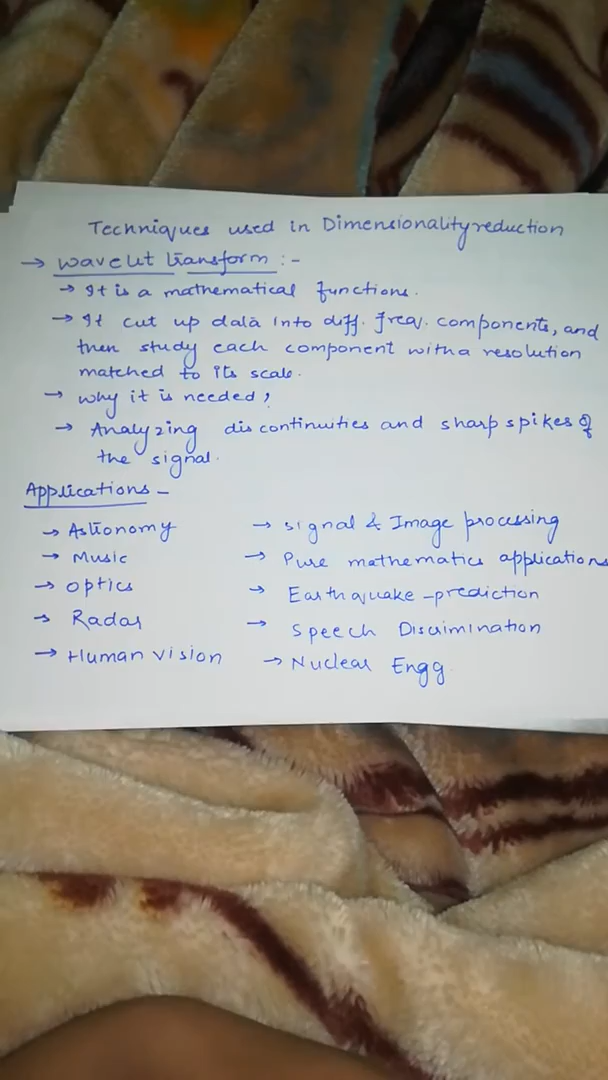 Techniques used in Dimensionality reduction
→ wavelet transform :-
→ It is a mathematical functions.
→ It cut up data into diff. freq. components, and
then study each component with a resolution
matched to its scale.
→ why it is needed?
→ Analyzing discontinuities and sharp spikes of
the signal.
Applications -
→ Astronomy → signal & Image processing
→ Music → Pure mathematics applications
→ optics → Earthquake - prediction
→ Radar → Speech Discrimination
→ Human vision → Nuclear Engg.